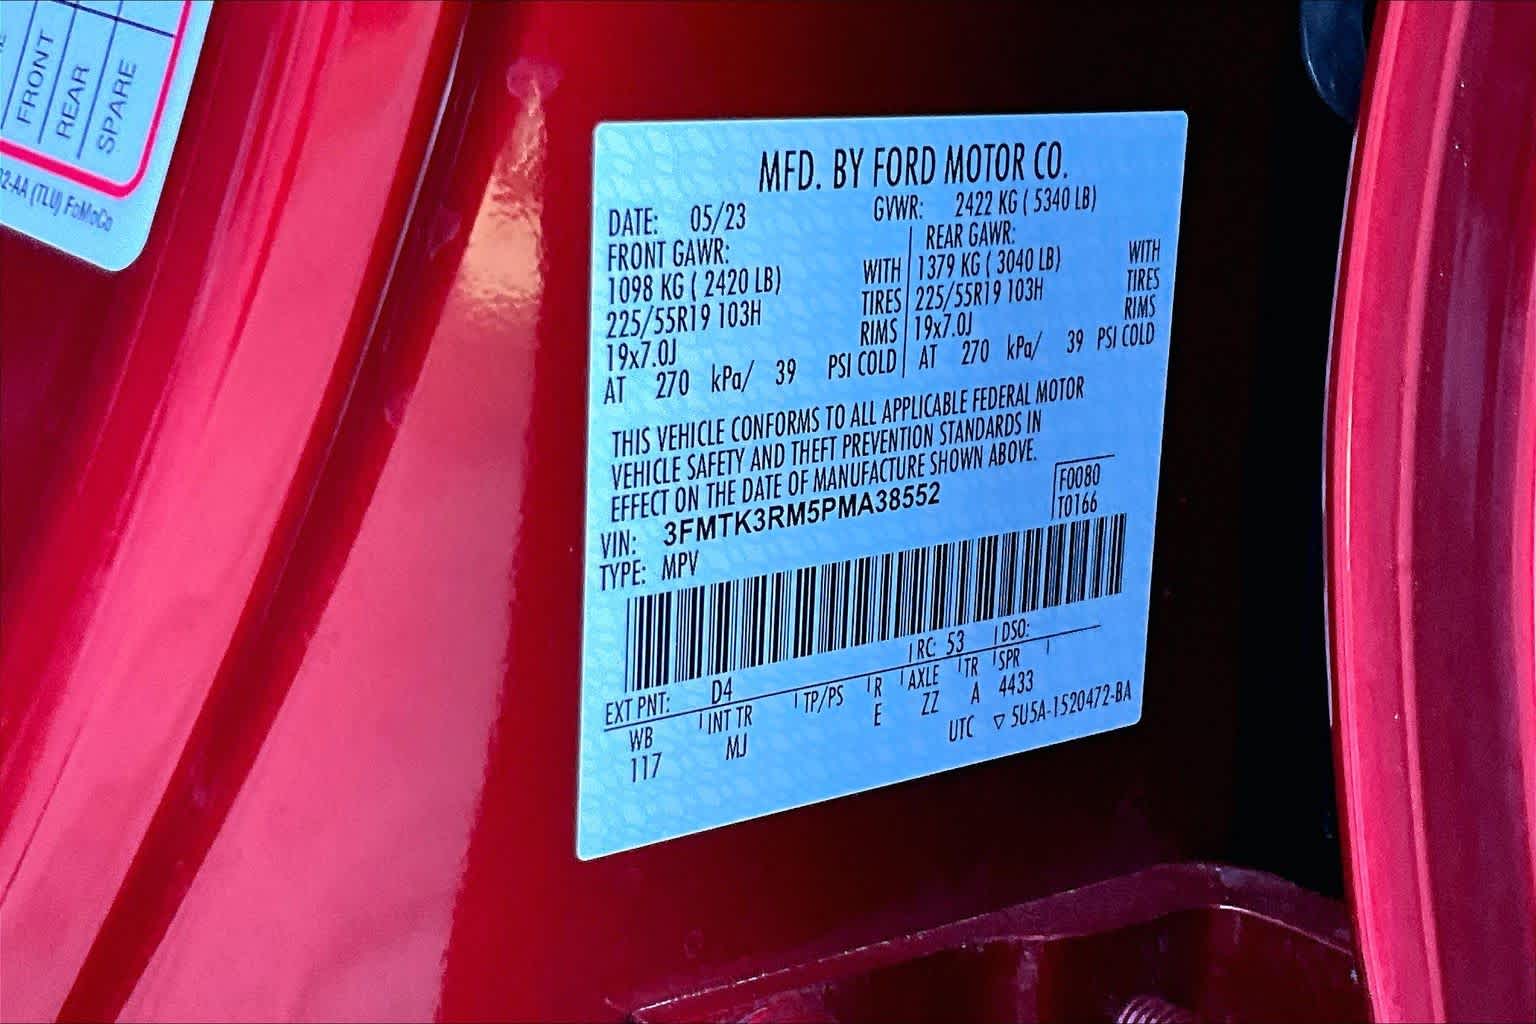 FRONT
REAR
SPARE
2-AA (TLU) FoMoCo
MFD. BY FORD MOTOR CO.
DATE: 05/23 GVWR: 2422 KG ( 5340 LB)
FRONT GAWR: REAR GAWR:
1098 KG ( 2420 LB) WITH 1379 KG ( 3040 LB) WITH
225/55R19 103H TIRES 225/55R19 103H TIRES
19x7.0J RIMS 19x7.0J RIMS
AT 270 kPa/ 39 PSI COLD AT 270 kPa/ 39 PSI COLD
THIS VEHICLE CONFORMS TO ALL APPLICABLE FEDERAL MOTOR
VEHICLE SAFETY AND THEFT PREVENTION STANDARDS IN
EFFECT ON THE DATE OF MANUFACTURE SHOWN ABOVE.
VIN: 3FMTK3RM5PMA38552 F0080
TYPE: MPV T0166
EXT PNT: D4 RC: 53 DSO:
WB INT TR TP/PS R AXLE TR SPR
117 MJ E ZZ A 4433
UTC ▽ 5U5A-1520472-BA